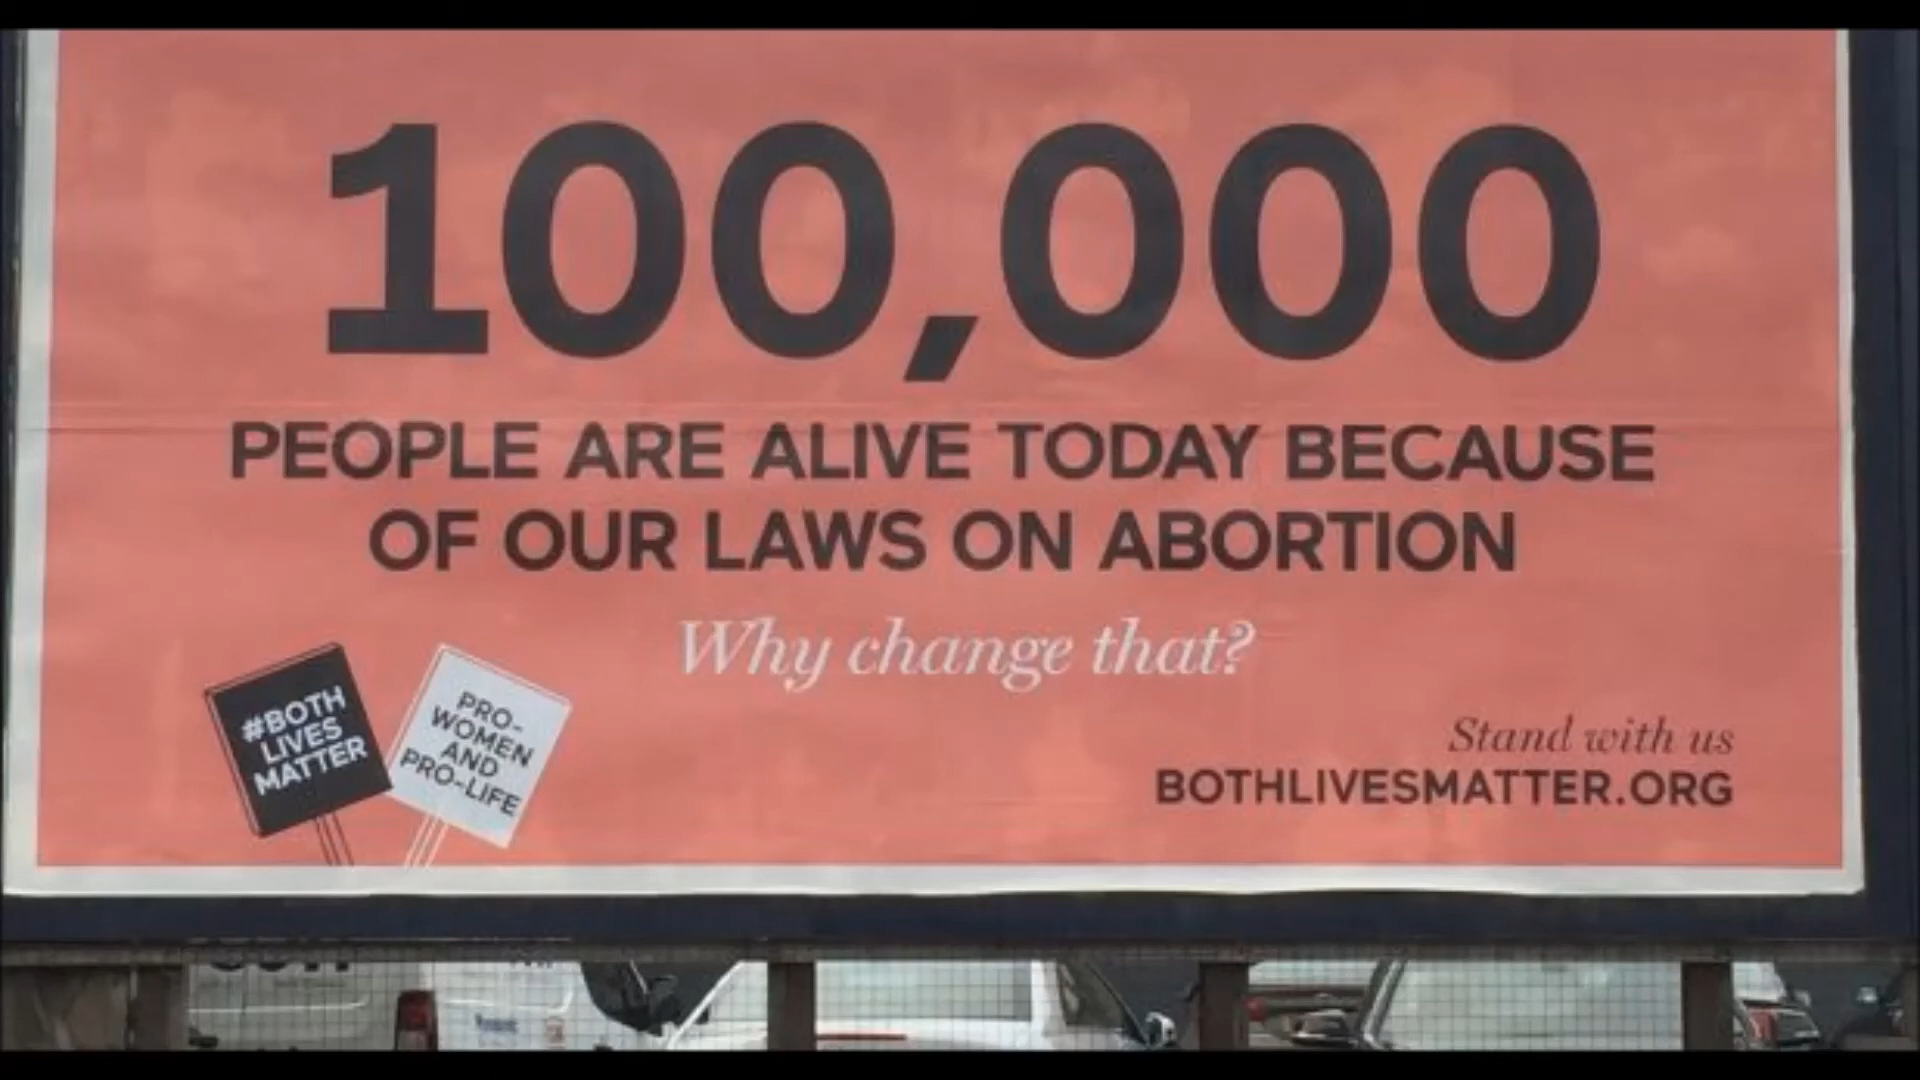 100,000
PEOPLE ARE ALIVE TODAY BECAUSE
OF OUR LAWS ON ABORTION
Why change that?
#BOTH
LIVES
MATTER
PRO-
WOMEN
AND
PRO-LIFE
Stand with us
BOTHLIVESMATTER.ORG